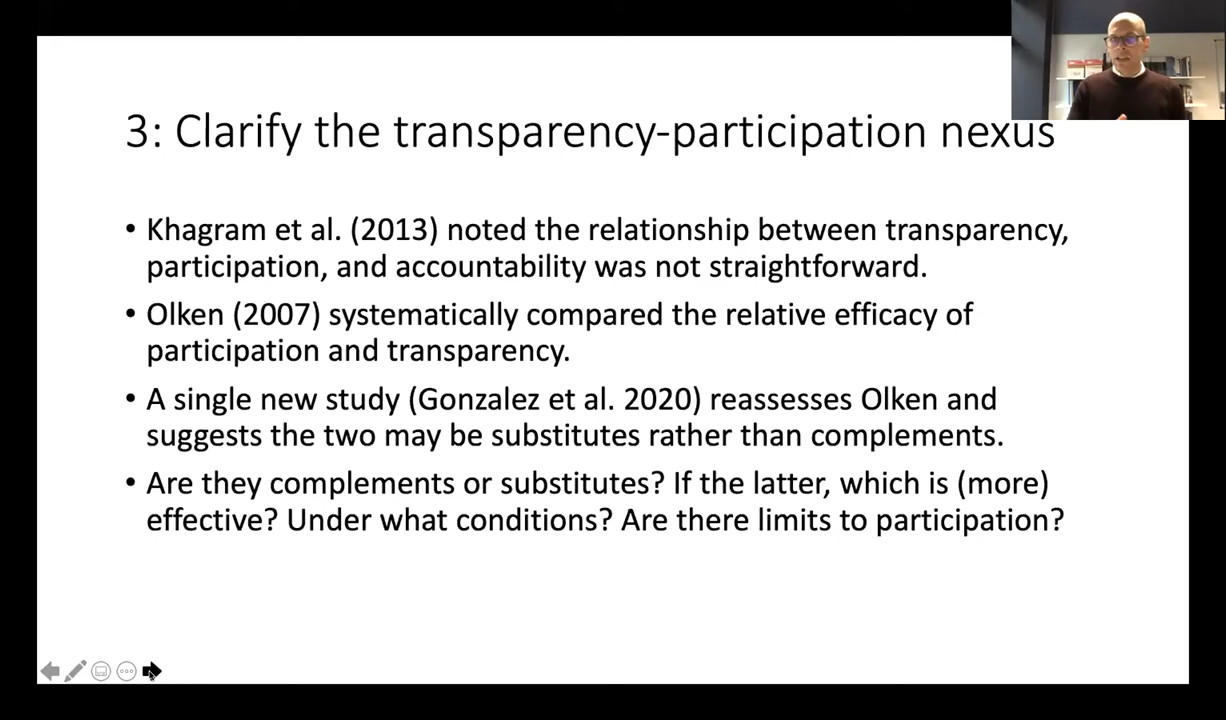 3: Clarify the transparency-participation nexus
• Khagram et al. (2013) noted the relationship between transparency,
participation, and accountability was not straightforward.
• Olken (2007) systematically compared the relative efficacy of
participation and transparency.
• A single new study (Gonzalez et al. 2020) reassesses Olken and
suggests the two may be substitutes rather than complements.
• Are they complements or substitutes? If the latter, which is (more)
effective? Under what conditions? Are there limits to participation?